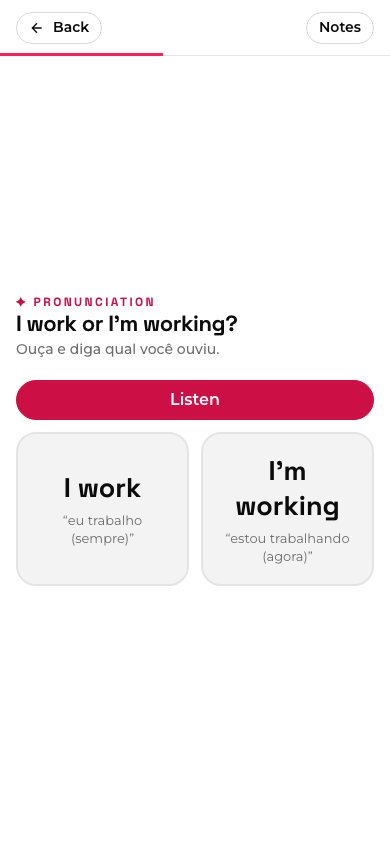 Back
Notes
PRONUNCIATION
I work or I’m working?
Ouça e diga qual você ouviu.
Listen
I work
“eu trabalho
(sempre)”
I’m
working
“estou trabalhando
(agora)”